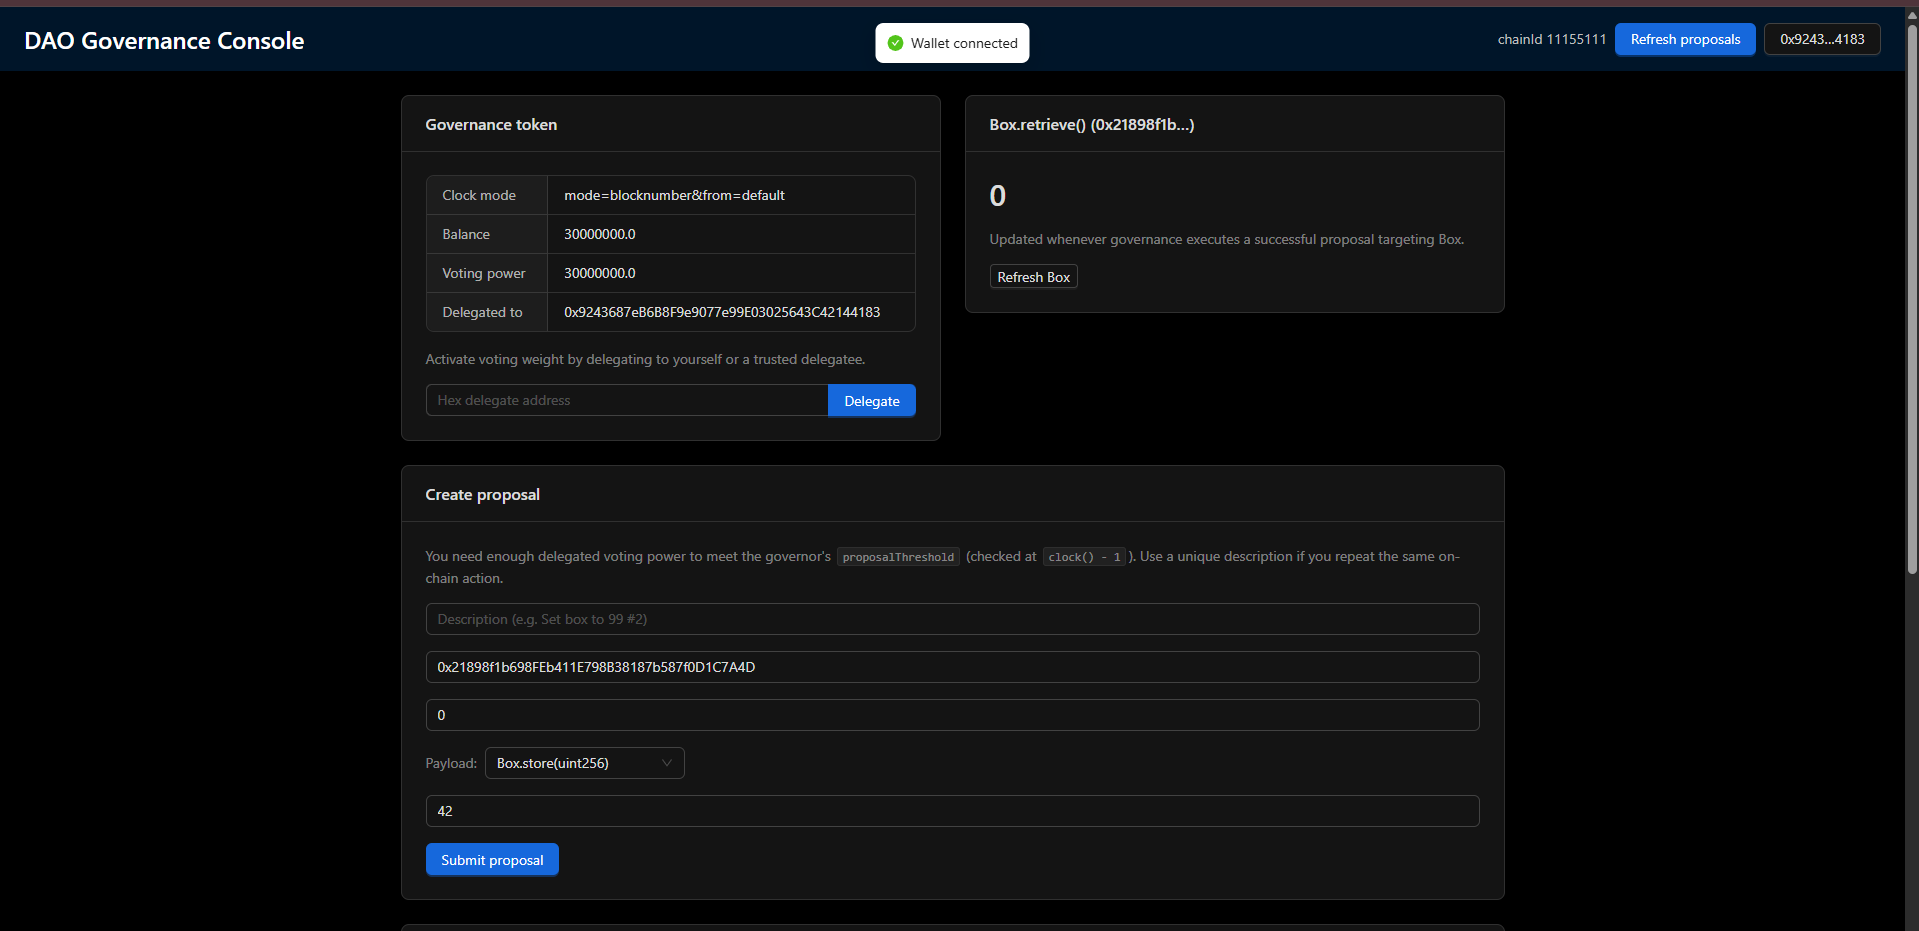 DAO Governance Console
Wallet connected
chainId 11155111
Refresh proposals
0x9243...4183
Governance token
Clock mode
mode=blocknumber&from=default
Balance
30000000.0
Voting power
30000000.0
Delegated to
0x9243687eB6B8F9e9077e99E03025643C42144183
Activate voting weight by delegating to yourself or a trusted delegatee.
Hex delegate address
Delegate
Box.retrieve() (0x21898f1b...)
0
Updated whenever governance executes a successful proposal targeting Box.
Refresh Box
Create proposal
You need enough delegated voting power to meet the governor's proposalThreshold (checked at clock() - 1 ). Use a unique description if you repeat the same on-
chain action.
Description (e.g. Set box to 99 #2)
0x21898f1b698FEb411E798B38187b587f0D1C7A4D
0
Payload:
Box.store(uint256)
42
Submit proposal